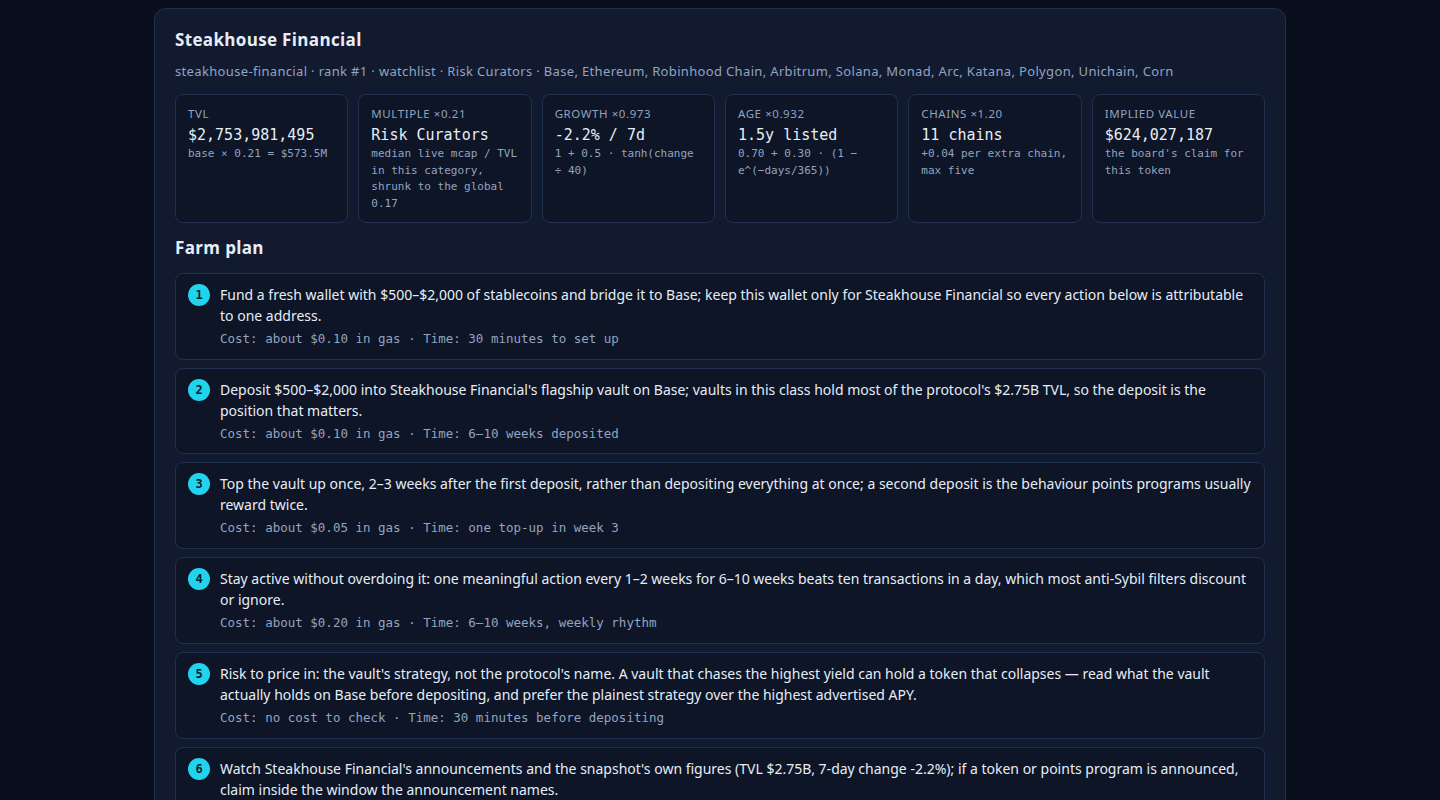 Steakhouse Financial
steakhouse-financial · rank #1 · watchlist · Risk Curators · Base, Ethereum, Robinhood Chain, Arbitrum, Solana, Monad, Arc, Katana, Polygon, Unichain, Corn
TVL
$2,753,981,495
base × 0.21 = $573.5M
MULTIPLE ×0.21
Risk Curators
median live mcap / TVL
in this category,
shrunk to the global
0.17
GROWTH ×0.973
-2.2% / 7d
1 + 0.5 · tanh(change
÷ 40)
AGE ×0.932
1.5y listed
0.70 + 0.30 · (1 −
e^(−days/365))
CHAINS ×1.20
11 chains
+0.04 per extra chain,
max five
IMPLIED VALUE
$624,027,187
the board's claim for
this token
Farm plan
1
Fund a fresh wallet with $500–$2,000 of stablecoins and bridge it to Base; keep this wallet only for Steakhouse Financial so every action below is attributable
to one address.
Cost: about $0.10 in gas · Time: 30 minutes to set up
2
Deposit $500–$2,000 into Steakhouse Financial's flagship vault on Base; vaults in this class hold most of the protocol's $2.75B TVL, so the deposit is the
position that matters.
Cost: about $0.10 in gas · Time: 6–10 weeks deposited
3
Top the vault up once, 2–3 weeks after the first deposit, rather than depositing everything at once; a second deposit is the behaviour points programs usually
reward twice.
Cost: about $0.05 in gas · Time: one top-up in week 3
4
Stay active without overdoing it: one meaningful action every 1–2 weeks for 6–10 weeks beats ten transactions in a day, which most anti-Sybil filters discount
or ignore.
Cost: about $0.20 in gas · Time: 6–10 weeks, weekly rhythm
5
Risk to price in: the vault's strategy, not the protocol's name. A vault that chases the highest yield can hold a token that collapses — read what the vault
actually holds on Base before depositing, and prefer the plainest strategy over the highest advertised APY.
Cost: no cost to check · Time: 30 minutes before depositing
6
Watch Steakhouse Financial's announcements and the snapshot's own figures (TVL $2.75B, 7-day change -2.2%); if a token or points program is announced,
claim inside the window the announcement names.